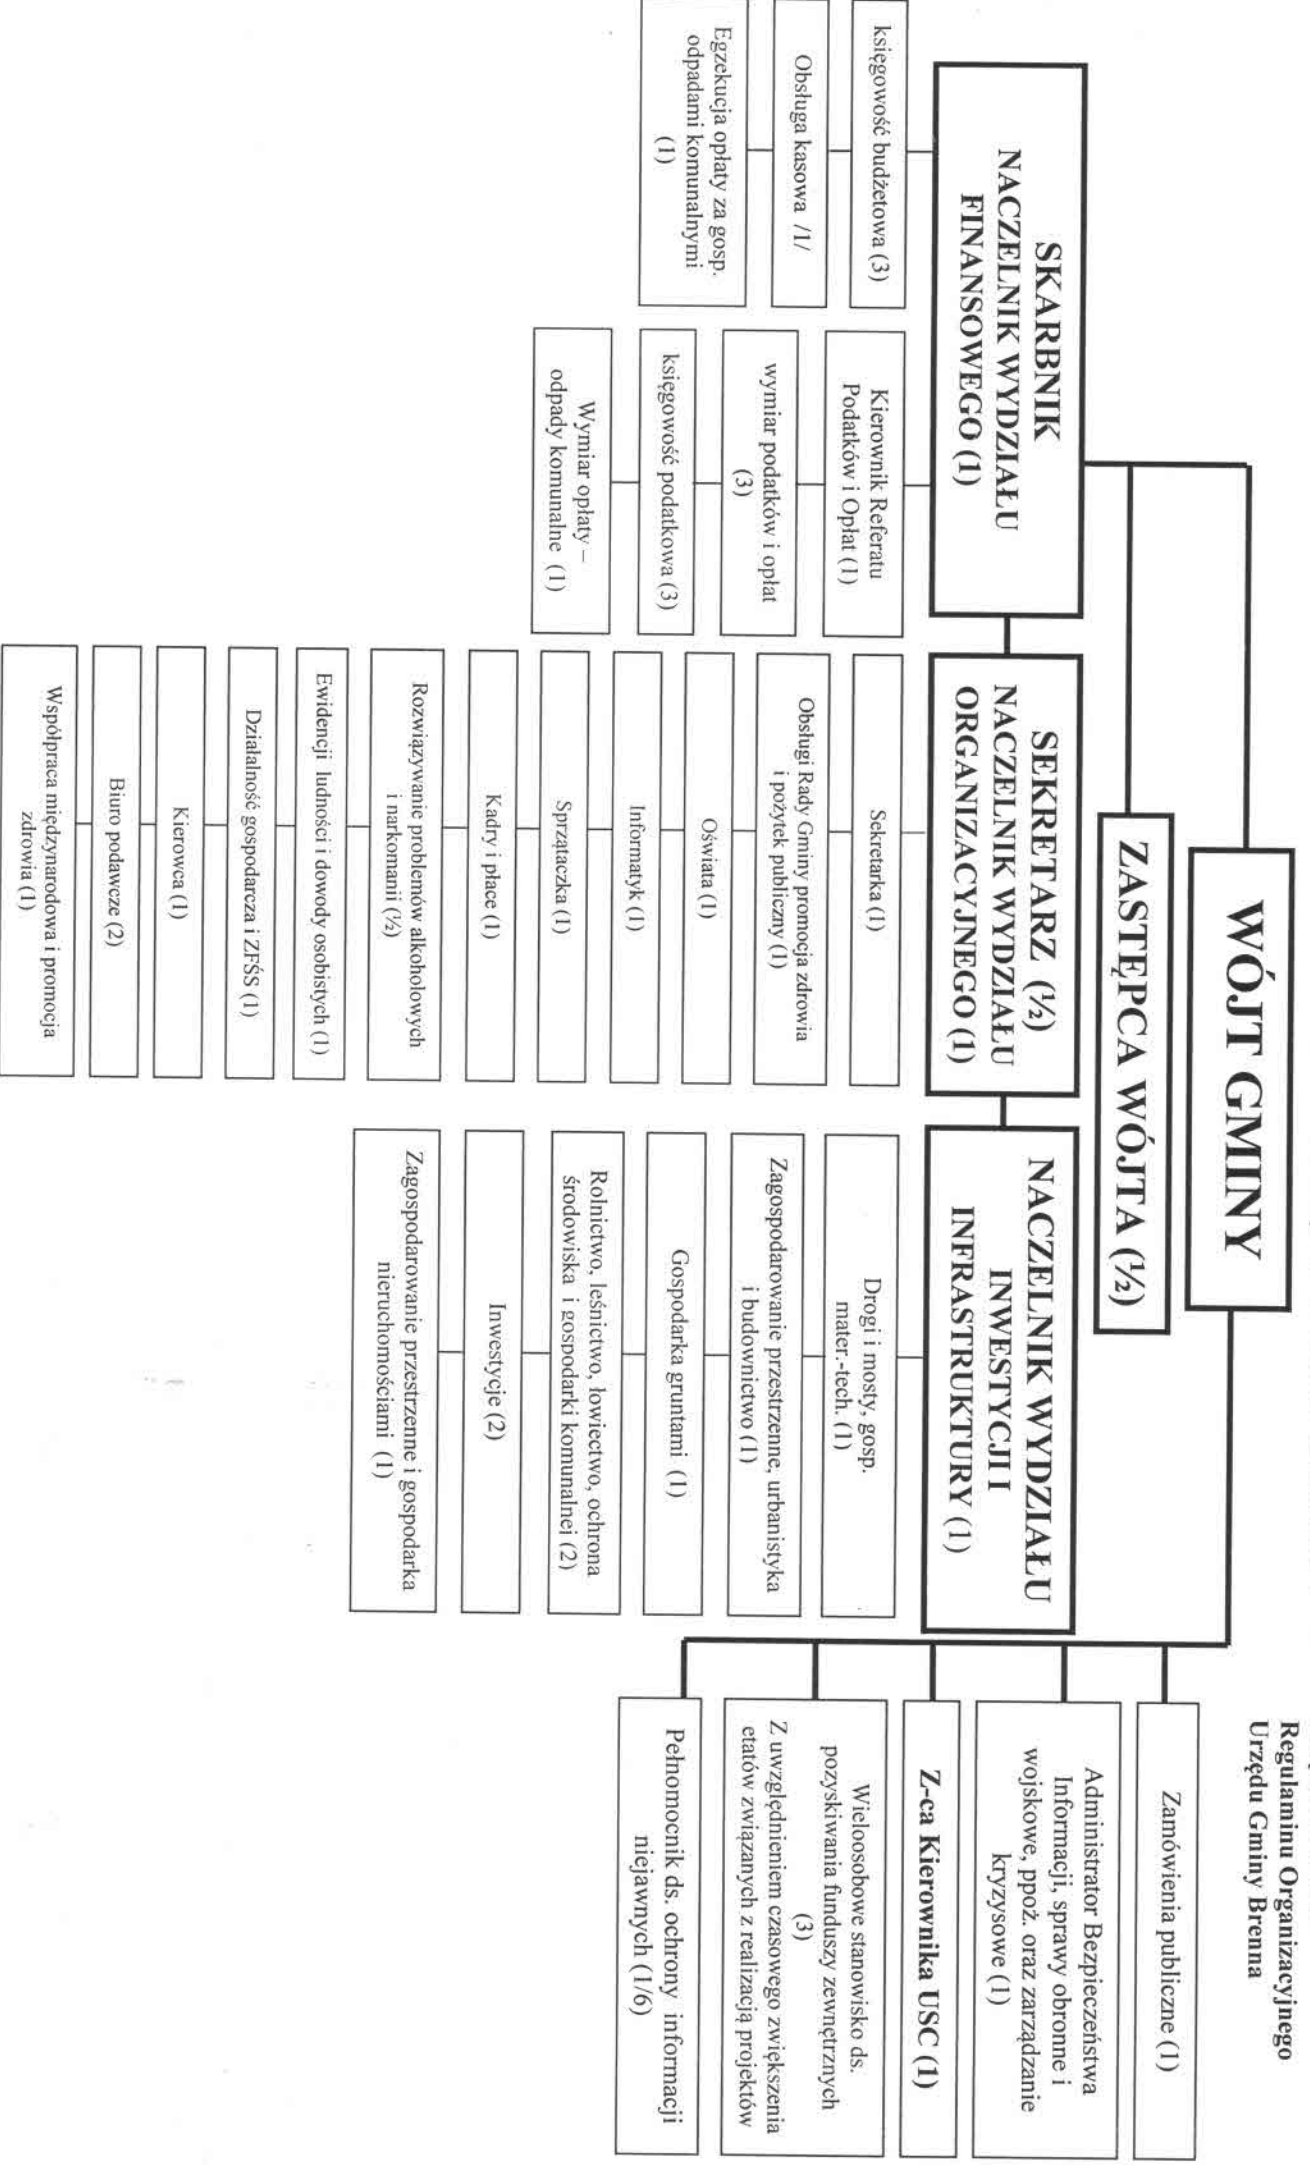 Regulaminu Organizacyjnego
Urzędu Gminy Brenna
WÓJT GMINY
ZASTĘPCA WÓJTA (½)
SKARBNIK
NACZELNIK WYDZIAŁU
FINANSOWEGO (1)
księgowość budżetowa (3)
Obsługa kasowa /1/
Egzekucja opłaty za gosp.
odpadami komunalnymi
(1)
Kierownik Referatu
Podatków i Opłat (1)
wymiar podatków i opłat
(3)
księgowość podatkowa (3)
Wymiar opłaty –
odpady komunalne (1)
SEKRETARZ (½)
NACZELNIK WYDZIAŁU
ORGANIZACYJNEGO (1)
Sekretarka (1)
Obsługi Rady Gminy promocja zdrowia
i pożytek publiczny (1)
Oświata (1)
Informatyk (1)
Sprzątaczka (1)
Kadry i płace (1)
Rozwiązywanie problemów alkoholowych
i narkomanii (½)
Ewidencji ludności i dowody osobistych (1)
Działalność gospodarcza i ZFŚS (1)
Kierowca (1)
Biuro podawcze (2)
Współpraca międzynarodowa i promocja
zdrowia (1)
NACZELNIK WYDZIAŁU
INWESTYCJI I
INFRASTRUKTURY (1)
Drogi i mosty, gosp.
mater.-tech. (1)
Zagospodarowanie przestrzenne, urbanistyka
i budownictwo (1)
Gospodarka gruntami (1)
Rolnictwo, leśnictwo, łowiectwo, ochrona
środowiska i gospodarki komunalnej (2)
Inwestycje (2)
Zagospodarowanie przestrzenne i gospodarka
nieruchomościami (1)
Zamówienia publiczne (1)
Administrator Bezpieczeństwa
Informacji, sprawy obronne i
wojskowe, ppoż. oraz zarządzanie
kryzysowe (1)
Z-ca Kierownika USC (1)
Wieloosobowe stanowisko ds.
pozyskiwania funduszy zewnętrznych
(3)
Z uwzględnieniem czasowego zwiększenia
etatów związanych z realizacją projektów
Pełnomocnik ds. ochrony informacji
niejawnych (1/6)